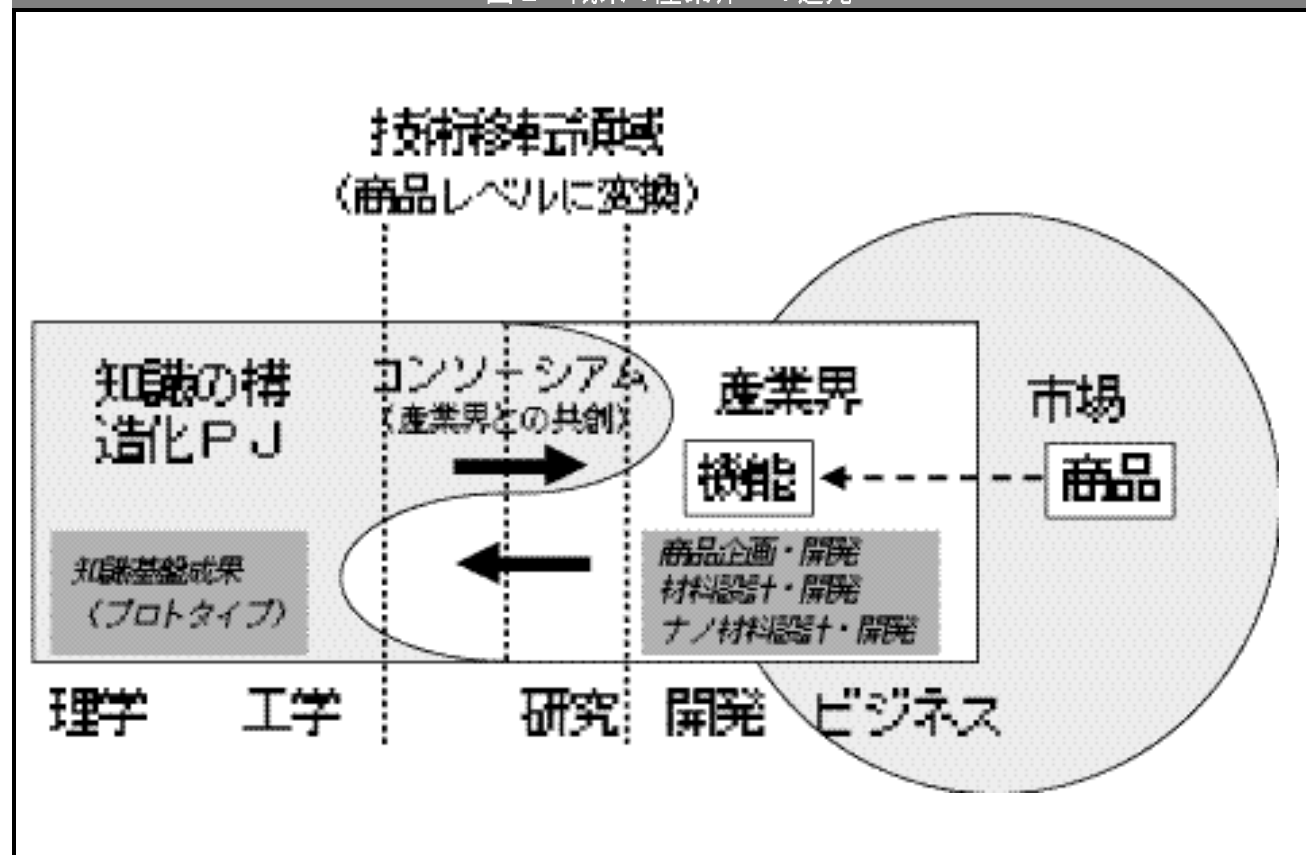 技術移転領域
（商品レベルに変換）
知識の構
造化ＰＪ
コンソーシアム
（産業界との共創）
産業界
市場
機能
商品
知識基盤成果
（プロトタイプ）
商品企画・開発
材料設計・開発
ナノ材料設計・開発
理学
工学
研究
開発
ビジネス